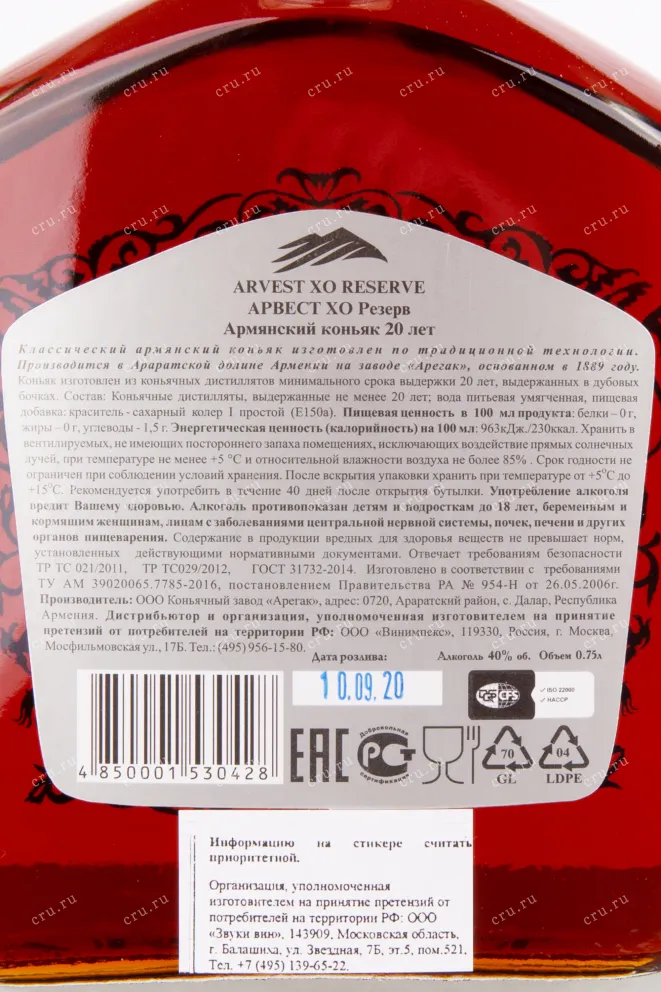 ARVEST XO RESERVE
АРВЕСТ ХО Резерв
Армянский коньяк 20 лет
Классический армянский коньяк изготовлен по традиционной технологии.
Производится в Араратской долине Армении на заводе «Арегак», основанном в 1889 году.
Коньяк изготовлен из коньячных дистиллятов минимального срока выдержки 20 лет, выдержанных в дубовых
бочках. Состав: Коньячные дистилляты, выдержанные не менее 20 лет; вода питьевая умягченная, пищевая
добавка: краситель - сахарный колер I простой (E150a). Пищевая ценность в 100 мл продукта: белки – 0 г,
жиры – 0 г, углеводы - 1,5 г. Энергетическая ценность (калорийность) на 100 мл: 963кДж./230ккал. Хранить в
вентилируемых, не имеющих постороннего запаха помещениях, исключающих воздействие прямых солнечных
лучей, при температуре не менее +5 °С и относительной влажности воздуха не более 85% . Срок годности не
ограничен при соблюдении условий хранения. После вскрытия упаковки хранить при температуре от +5°С до
+15°С. Рекомендуется употребить в течение 40 дней после открытия бутылки. Употребление алкоголя
вредит Вашему здоровью. Алкоголь противопоказан детям и подросткам до 18 лет, беременным и
кормящим женщинам, лицам с заболеваниями центральной нервной системы, почек, печени и других
органов пищеварения. Содержание в продукции вредных для здоровья веществ не превышает норм,
установленных действующими нормативными документами. Отвечает требованиям безопасности
ТР ТС 021/2011, ТР ТС029/2012, ГОСТ 31732-2014. Изготовлено в соответствии с требованиями
ТУ АМ 39020065.7785-2016, постановлением Правительства РА № 954-Н от 26.05.2006г.
Производитель: ООО Коньячный завод «Арегак», адрес: 0720, Араратский район, с. Далар, Республика
Армения. Дистрибьютор и организация, уполномоченная изготовителем на принятие
претензий от потребителей на территории РФ: ООО «Винимпекс», 119330, Россия, г. Москва,
Мосфильмовская ул., 17Б. Тел.: (495) 956-15-80.
Дата розлива: Алкоголь 40% об. Объем 0.75л
10.09.20
CFS
ISO 22000
HACCP
4 850001 530428
EAC
Добровольная
сертификация
70
GL
04
LDPE
Информацию на стикере считать
приоритетной.
Организация, уполномоченная
изготовителем на принятие претензий от
потребителей на территории РФ: ООО
«Звуки вин», 143909, Московская область,
г. Балашиха, ул. Звездная, 7Б, эт.5, пом.521,
Тел. +7 (495) 139-65-22.
cru.ru